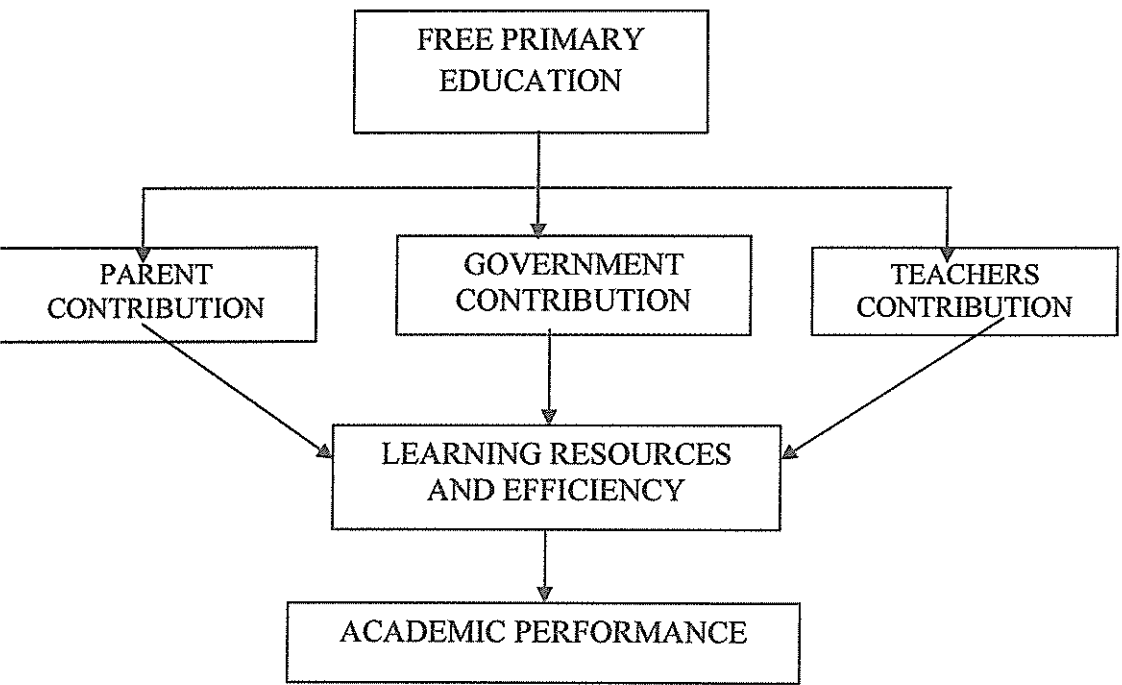 FREE PRIMARY
EDUCATION
PARENT
CONTRIBUTION
GOVERNMENT
CONTRIBUTION
TEACHERS
CONTRIBUTION
LEARNING RESOURCES
AND EFFICIENCY
ACADEMIC PERFORMANCE